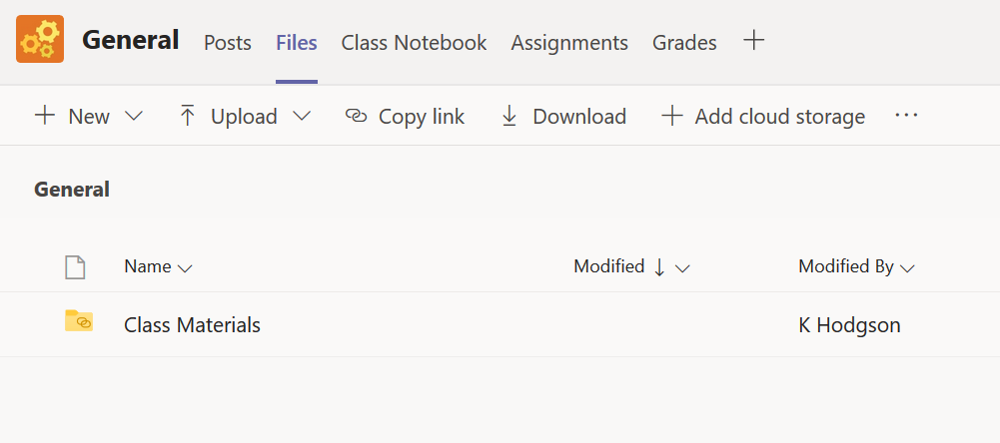 General Posts Files Class Notebook Assignments Grades
New Upload Copy link Download Add cloud storage
General
Name Modified Modified By
Class Materials K Hodgson